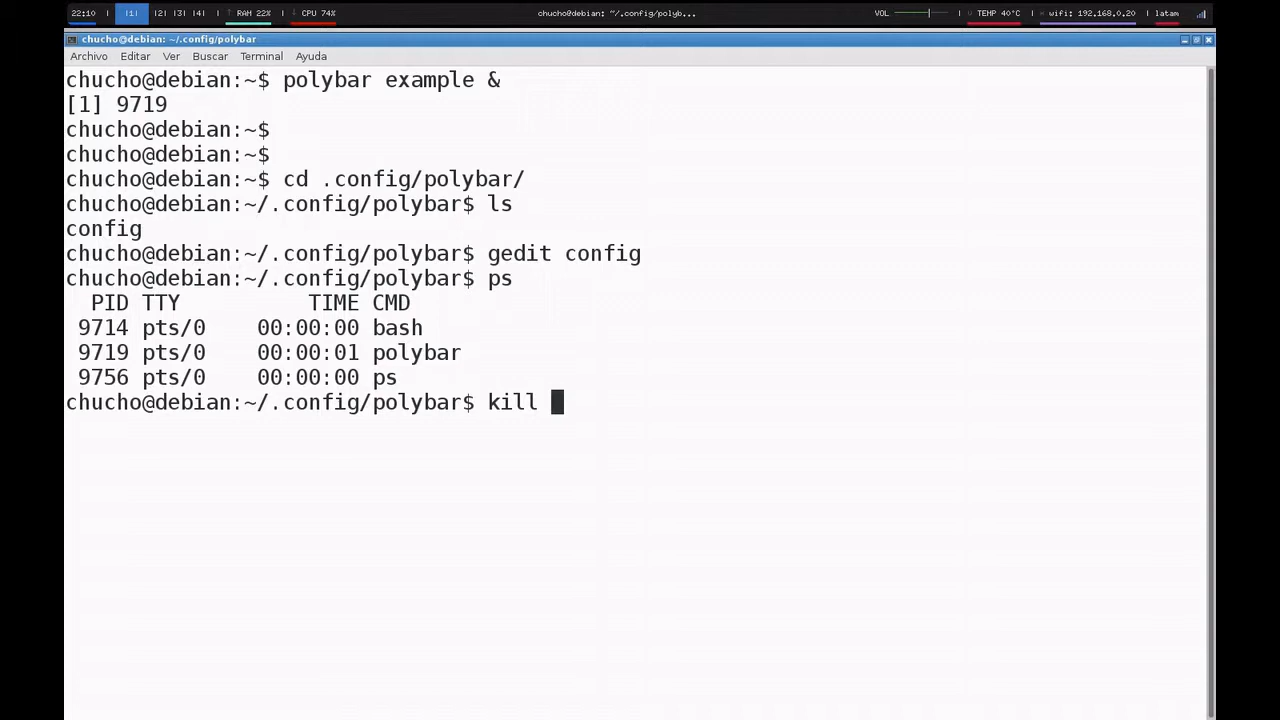 22:10 | |1| |2| |3| |4| | RAM 22% | CPU 74% chucho@debian: ~/.config/polyb... VOL | TEMP 40°C | wifi: 192.168.0.20 | latam
chucho@debian: ~/.config/polybar
Archivo Editar Ver Buscar Terminal Ayuda
chucho@debian:~$ polybar example &
[1] 9719
chucho@debian:~$
chucho@debian:~$
chucho@debian:~$ cd .config/polybar/
chucho@debian:~/.config/polybar$ ls
config
chucho@debian:~/.config/polybar$ gedit config
chucho@debian:~/.config/polybar$ ps
  PID TTY          TIME CMD
 9714 pts/0    00:00:00 bash
 9719 pts/0    00:00:01 polybar
 9756 pts/0    00:00:00 ps
chucho@debian:~/.config/polybar$ kill